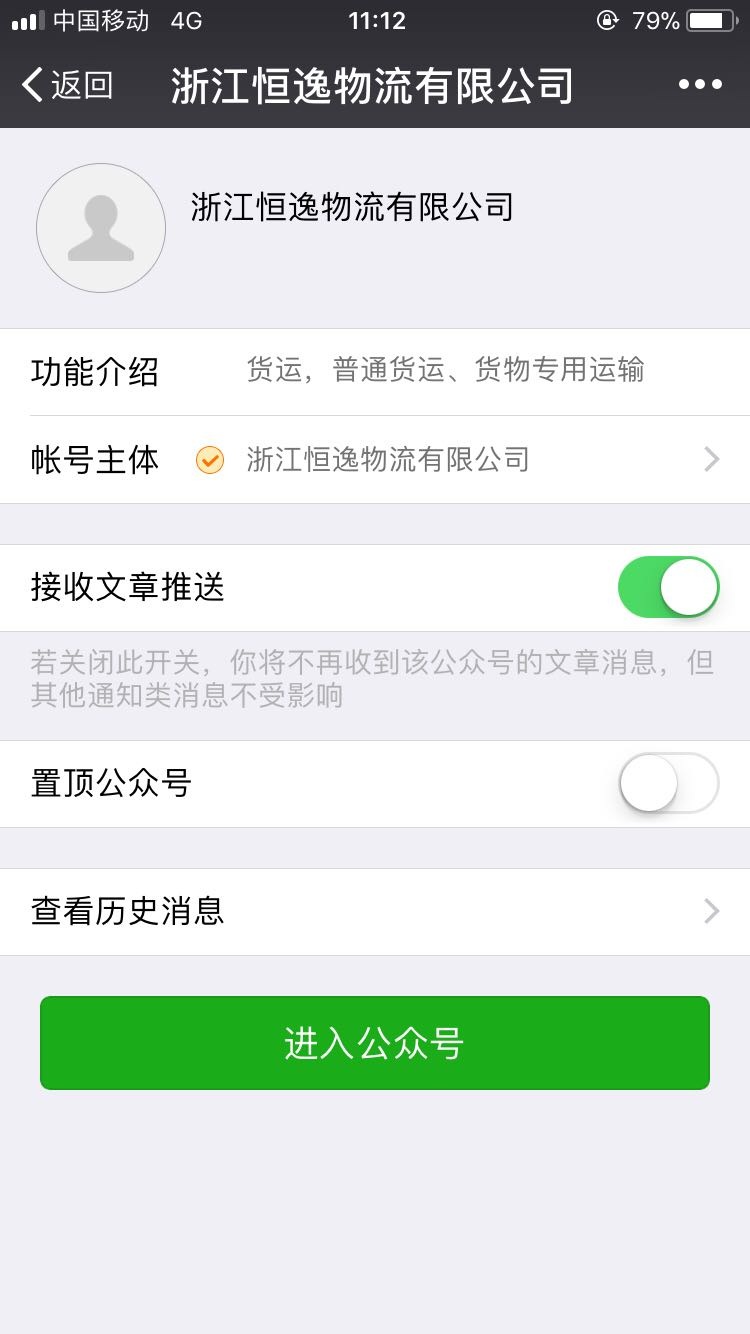 中国移动 4G 11:12 79%
返回 浙江恒逸物流有限公司
浙江恒逸物流有限公司
功能介绍 货运，普通货运、货物专用运输
帐号主体 浙江恒逸物流有限公司
接收文章推送
若关闭此开关，你将不再收到该公众号的文章消息，但
其他通知类消息不受影响
置顶公众号
查看历史消息
进入公众号